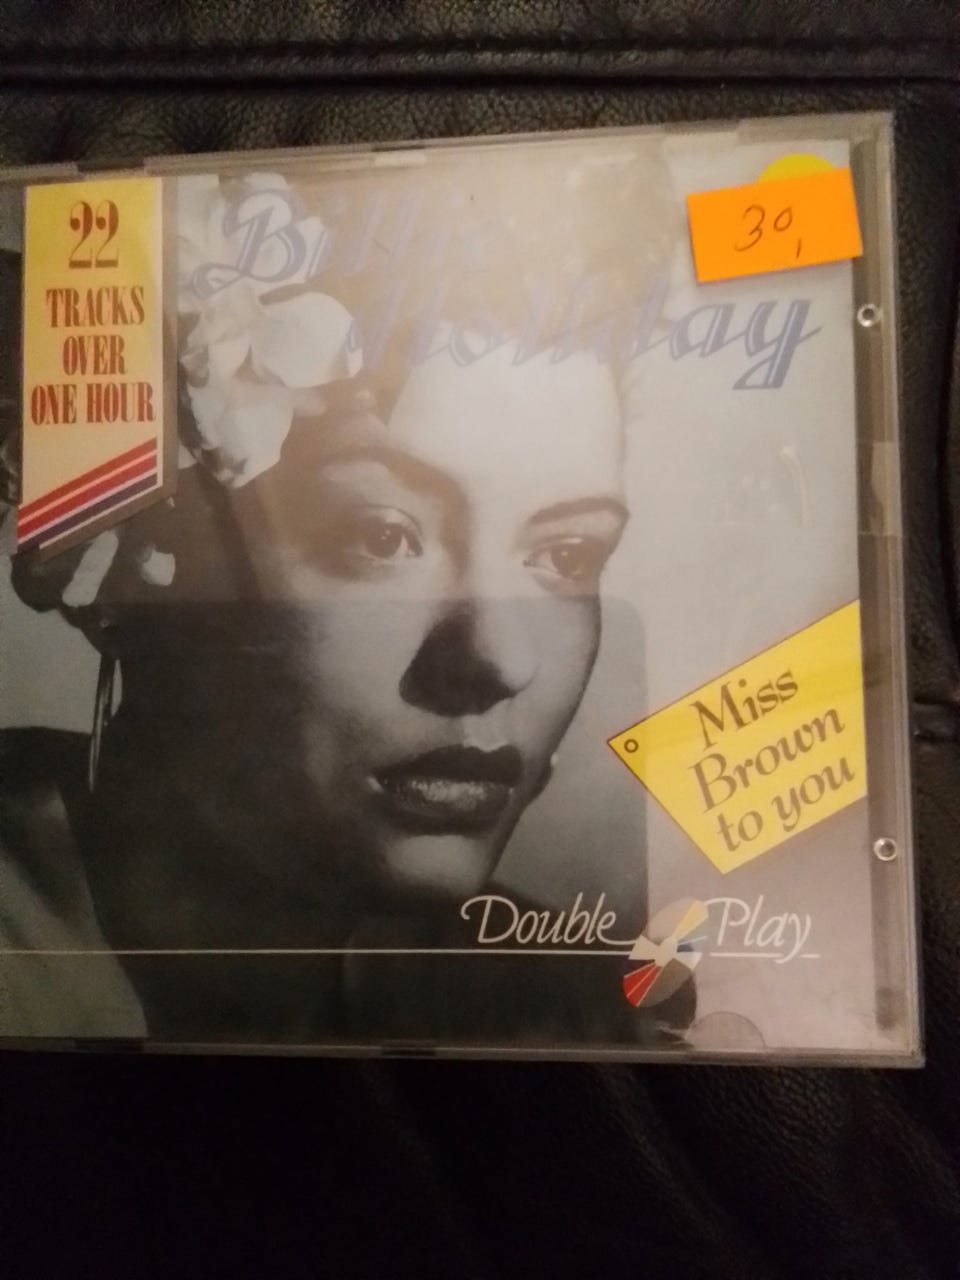 22
TRACKS
OVER
ONE HOUR
Billie
Holiday
30,
Miss
Brown
to you
Double Play